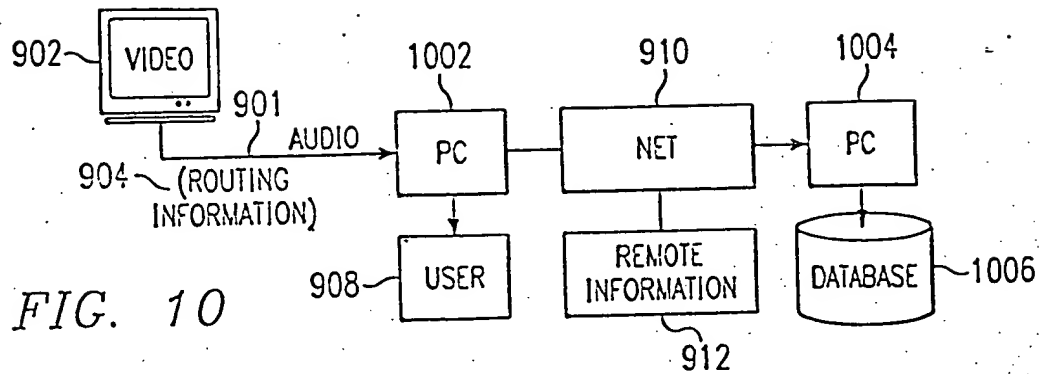 902
VIDEO
901
AUDIO
904
(ROUTING
INFORMATION)
1002
PC
910
NET
1004
PC
908
USER
REMOTE
INFORMATION
912
DATABASE
1006
FIG. 10